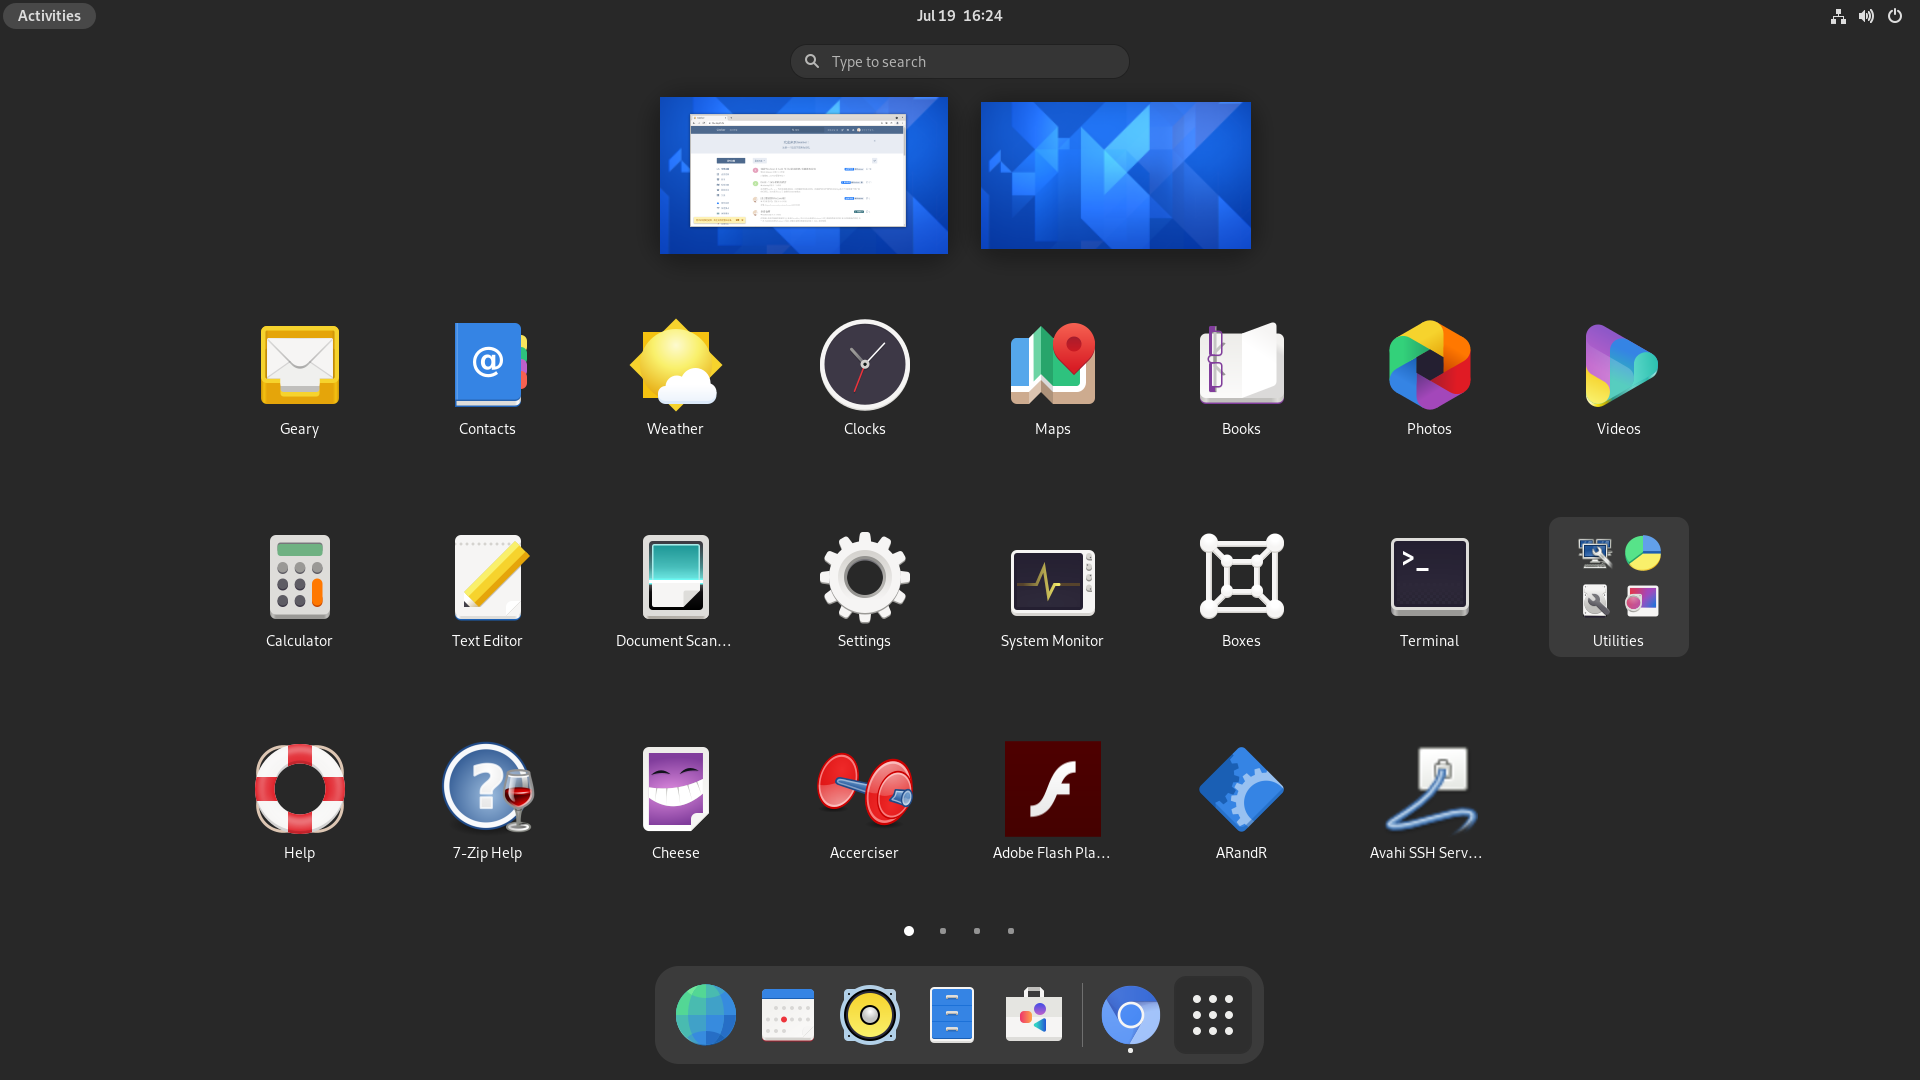 Activities
Jul 19 16:24
Type to search
Geary
Contacts
Weather
Clocks
Maps
Books
Photos
Videos
Calculator
Text Editor
Document Scan…
Settings
System Monitor
Boxes
Terminal
Utilities
Help
7-Zip Help
Cheese
Accerciser
Adobe Flash Pla…
ARandR
Avahi SSH Serv…